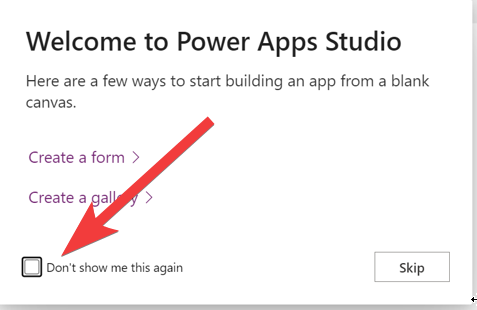 Welcome to Power Apps Studio
Here are a few ways to start building an app from a blank
canvas.
Create a form
Create a gallery
Don't show me this again
Skip